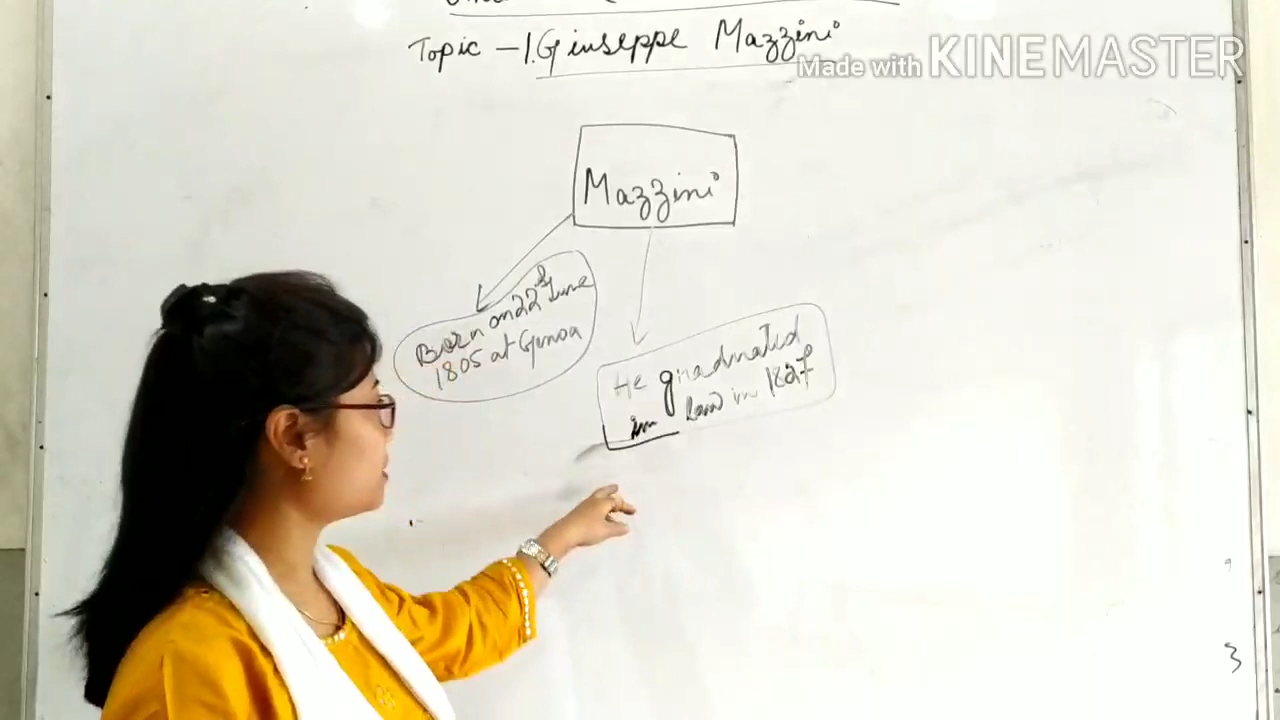 Topic - 1. Giuseppe Mazzini
Made with KINEMASTER
Mazzini
Born on 22nd June
1805 at Genoa
He graduated
in law in 1827
3